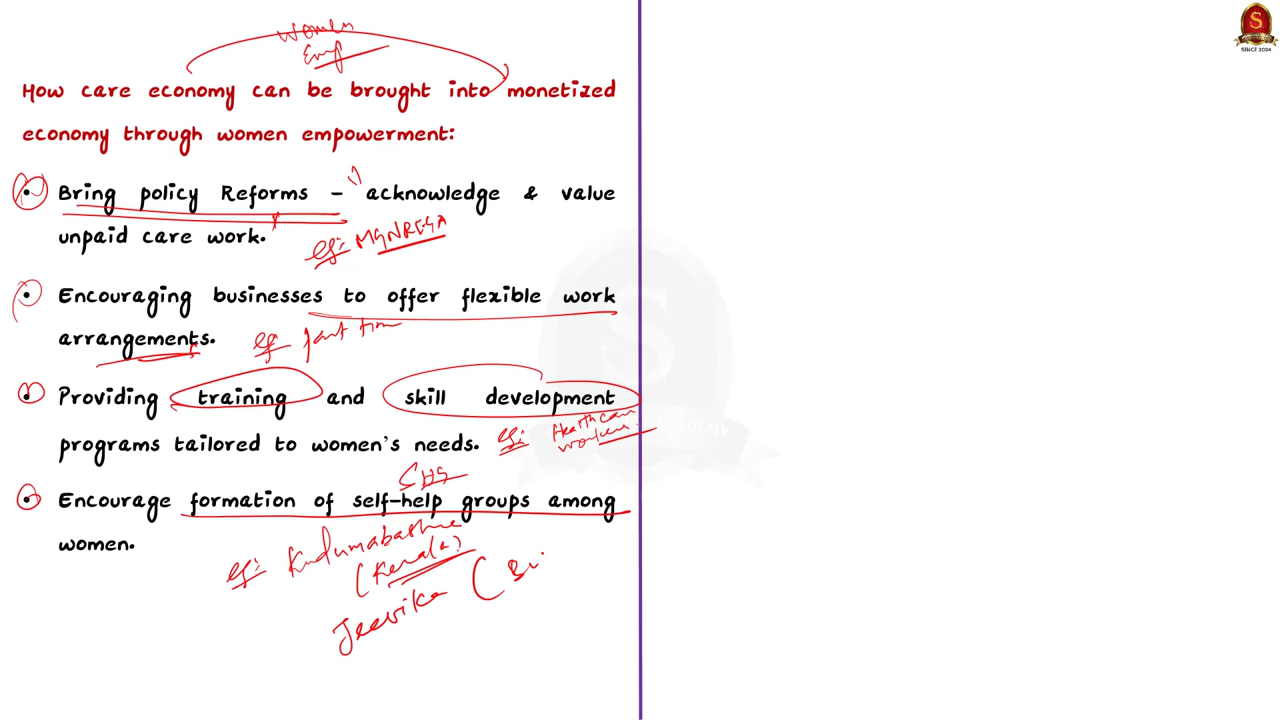 Women
Emp
How care economy can be brought into monetized
economy through women empowerment:
• Bring policy Reforms – acknowledge & value
unpaid care work.
eg: MGNREGA
• Encouraging businesses to offer flexible work
arrangements.
eg part time
• Providing training and skill development
programs tailored to women's needs.
eg: Healthcare
workers
SHG
• Encourage formation of self-help groups among
women.
eg: Kudumabashree
(Kerala)
Jeevika (Bi
S
SINCE 2004